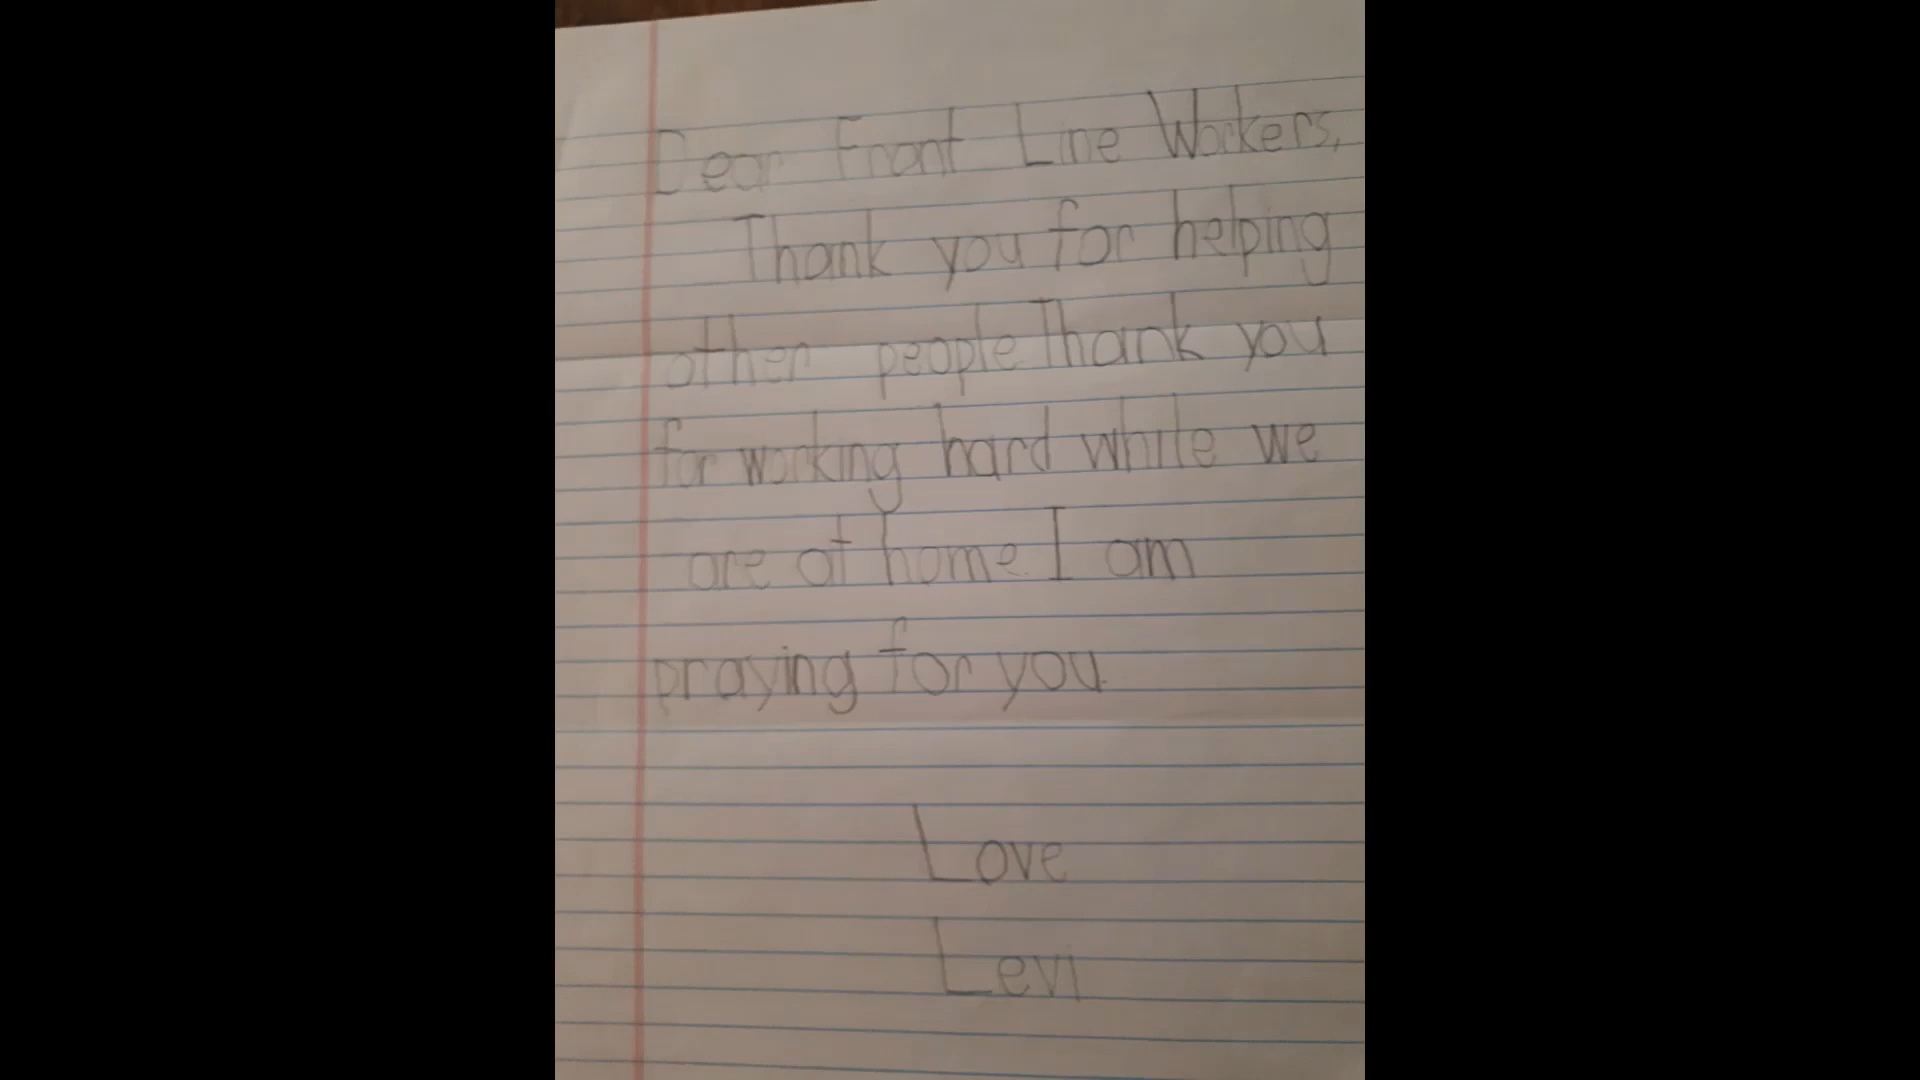 Dear Front Line Workers,
Thank you for helping
other people Thank you
for working hard while we
are at home. I am
praying for you.
Love
Levi